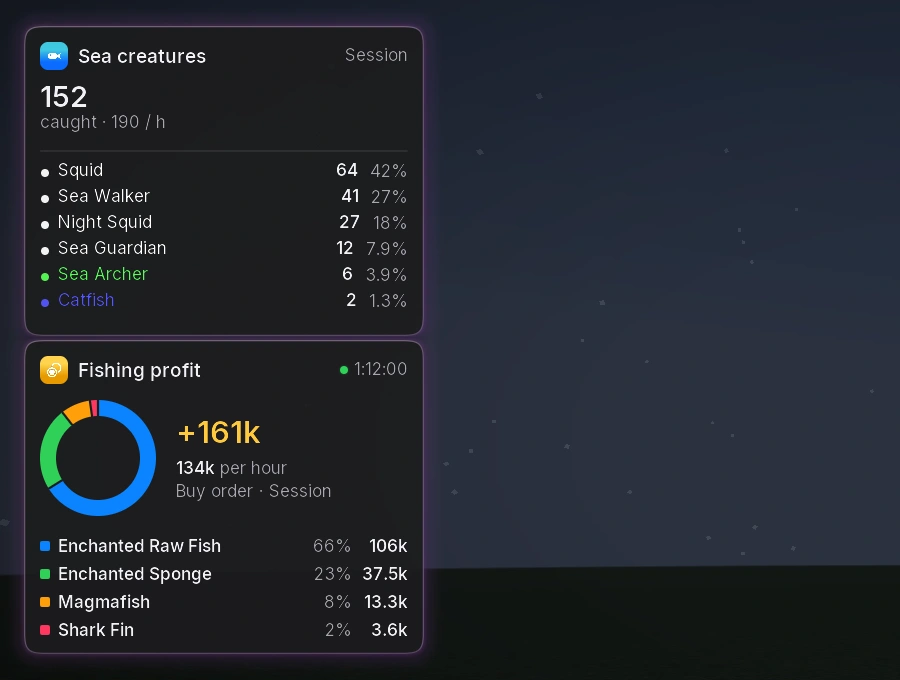 Sea creatures Session
152
caught · 190 / h
Squid 64 42%
Sea Walker 41 27%
Night Squid 27 18%
Sea Guardian 12 7.9%
Sea Archer 6 3.9%
Catfish 2 1.3%
Fishing profit 1:12:00
+161k
134k per hour
Buy order · Session
Enchanted Raw Fish 66% 106k
Enchanted Sponge 23% 37.5k
Magmafish 8% 13.3k
Shark Fin 2% 3.6k